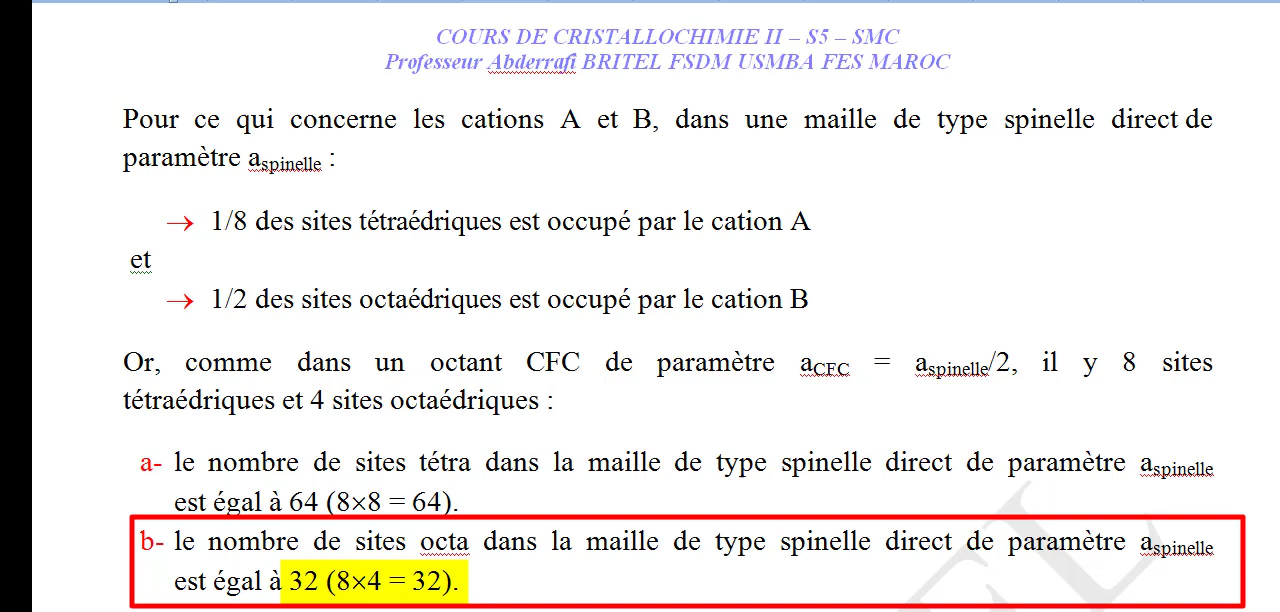 COURS DE CRISTALLOCHIMIE II – S5 – SMC
Professeur Abderrafi BRITEL FSDM USMBA FES MAROC
Pour ce qui concerne les cations A et B, dans une maille de type spinelle direct de
paramètre aspinelle :
→ 1/8 des sites tétraédriques est occupé par le cation A
et
→ 1/2 des sites octaédriques est occupé par le cation B
Or, comme dans un octant CFC de paramètre aCFC = aspinelle/2, il y 8 sites
tétraédriques et 4 sites octaédriques :
a- le nombre de sites tétra dans la maille de type spinelle direct de paramètre aspinelle
est égal à 64 (8×8 = 64).
b- le nombre de sites octa dans la maille de type spinelle direct de paramètre aspinelle
est égal à 32 (8×4 = 32).